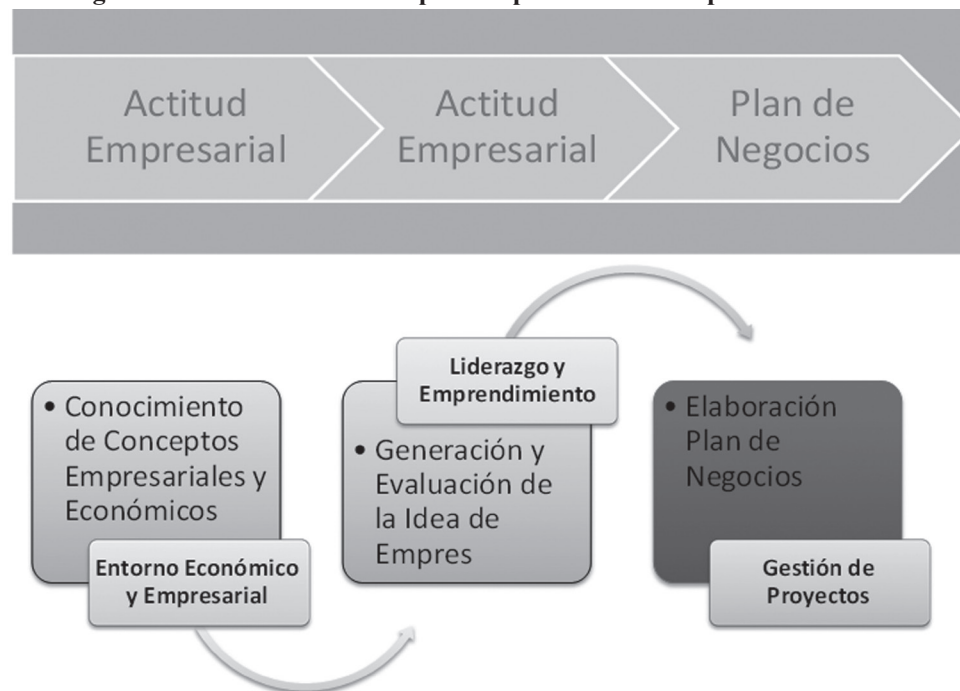 Actitud
Empresarial
Actitud
Empresarial
Plan de
Negocios
• Conocimiento
de Conceptos
Empresariales y
Económicos
Entorno Económico
y Empresarial
Liderazgo y
Emprendimiento
• Generación y
Evaluación de
la Idea de
Empres
• Elaboración
Plan de
Negocios
Gestión de
Proyectos